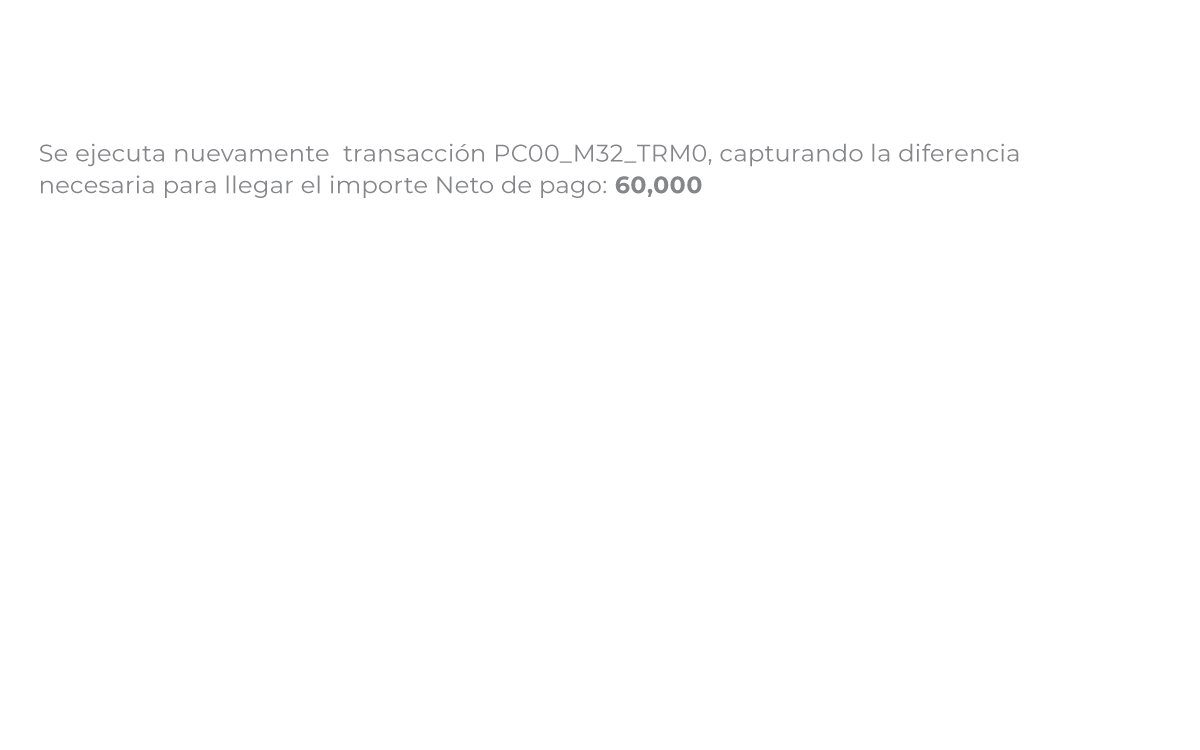 Se ejecuta nuevamente  transacción PC00_M32_TRM0, capturando la diferencia
necesaria para llegar el importe Neto de pago: 60,000